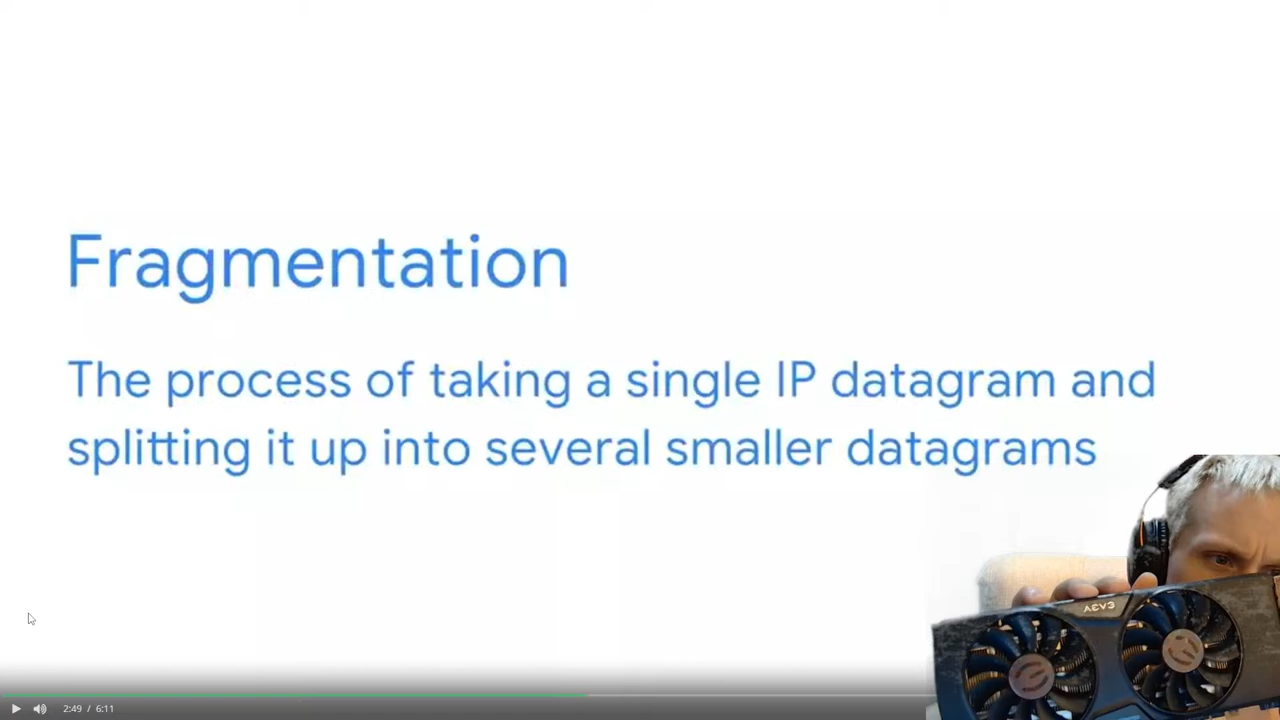 Fragmentation
The process of taking a single IP datagram and
splitting it up into several smaller datagrams
EVGA
2:49 / 6:11